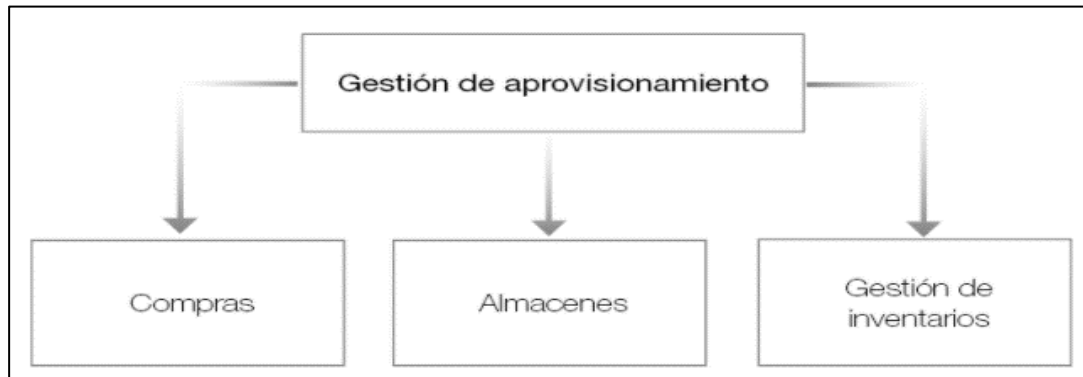 Gestión de aprovisionamiento
Compras
Almacenes
Gestión de
inventarios